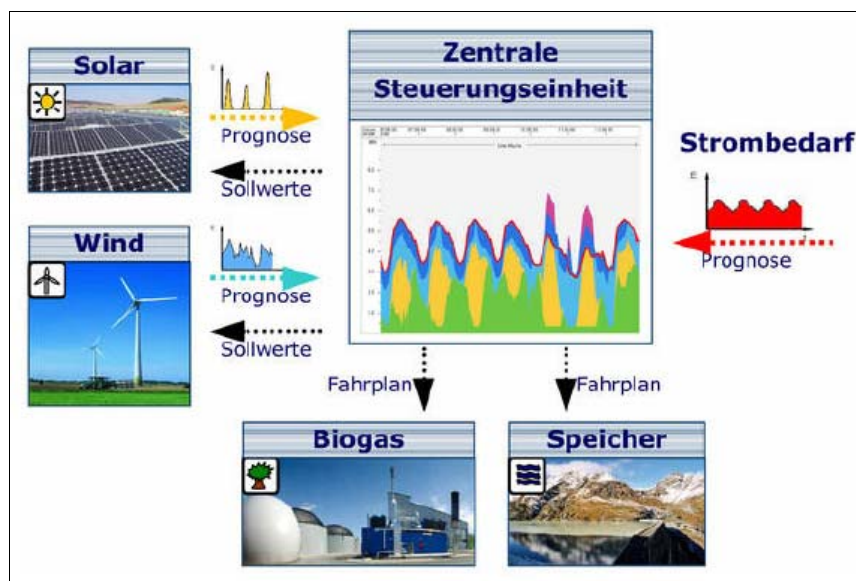 Solar
Prognose
Sollwerte
Wind
Prognose
Sollwerte
Zentrale
Steuerungseinheit
Strombedarf
Prognose
Fahrplan
Fahrplan
Biogas
Speicher